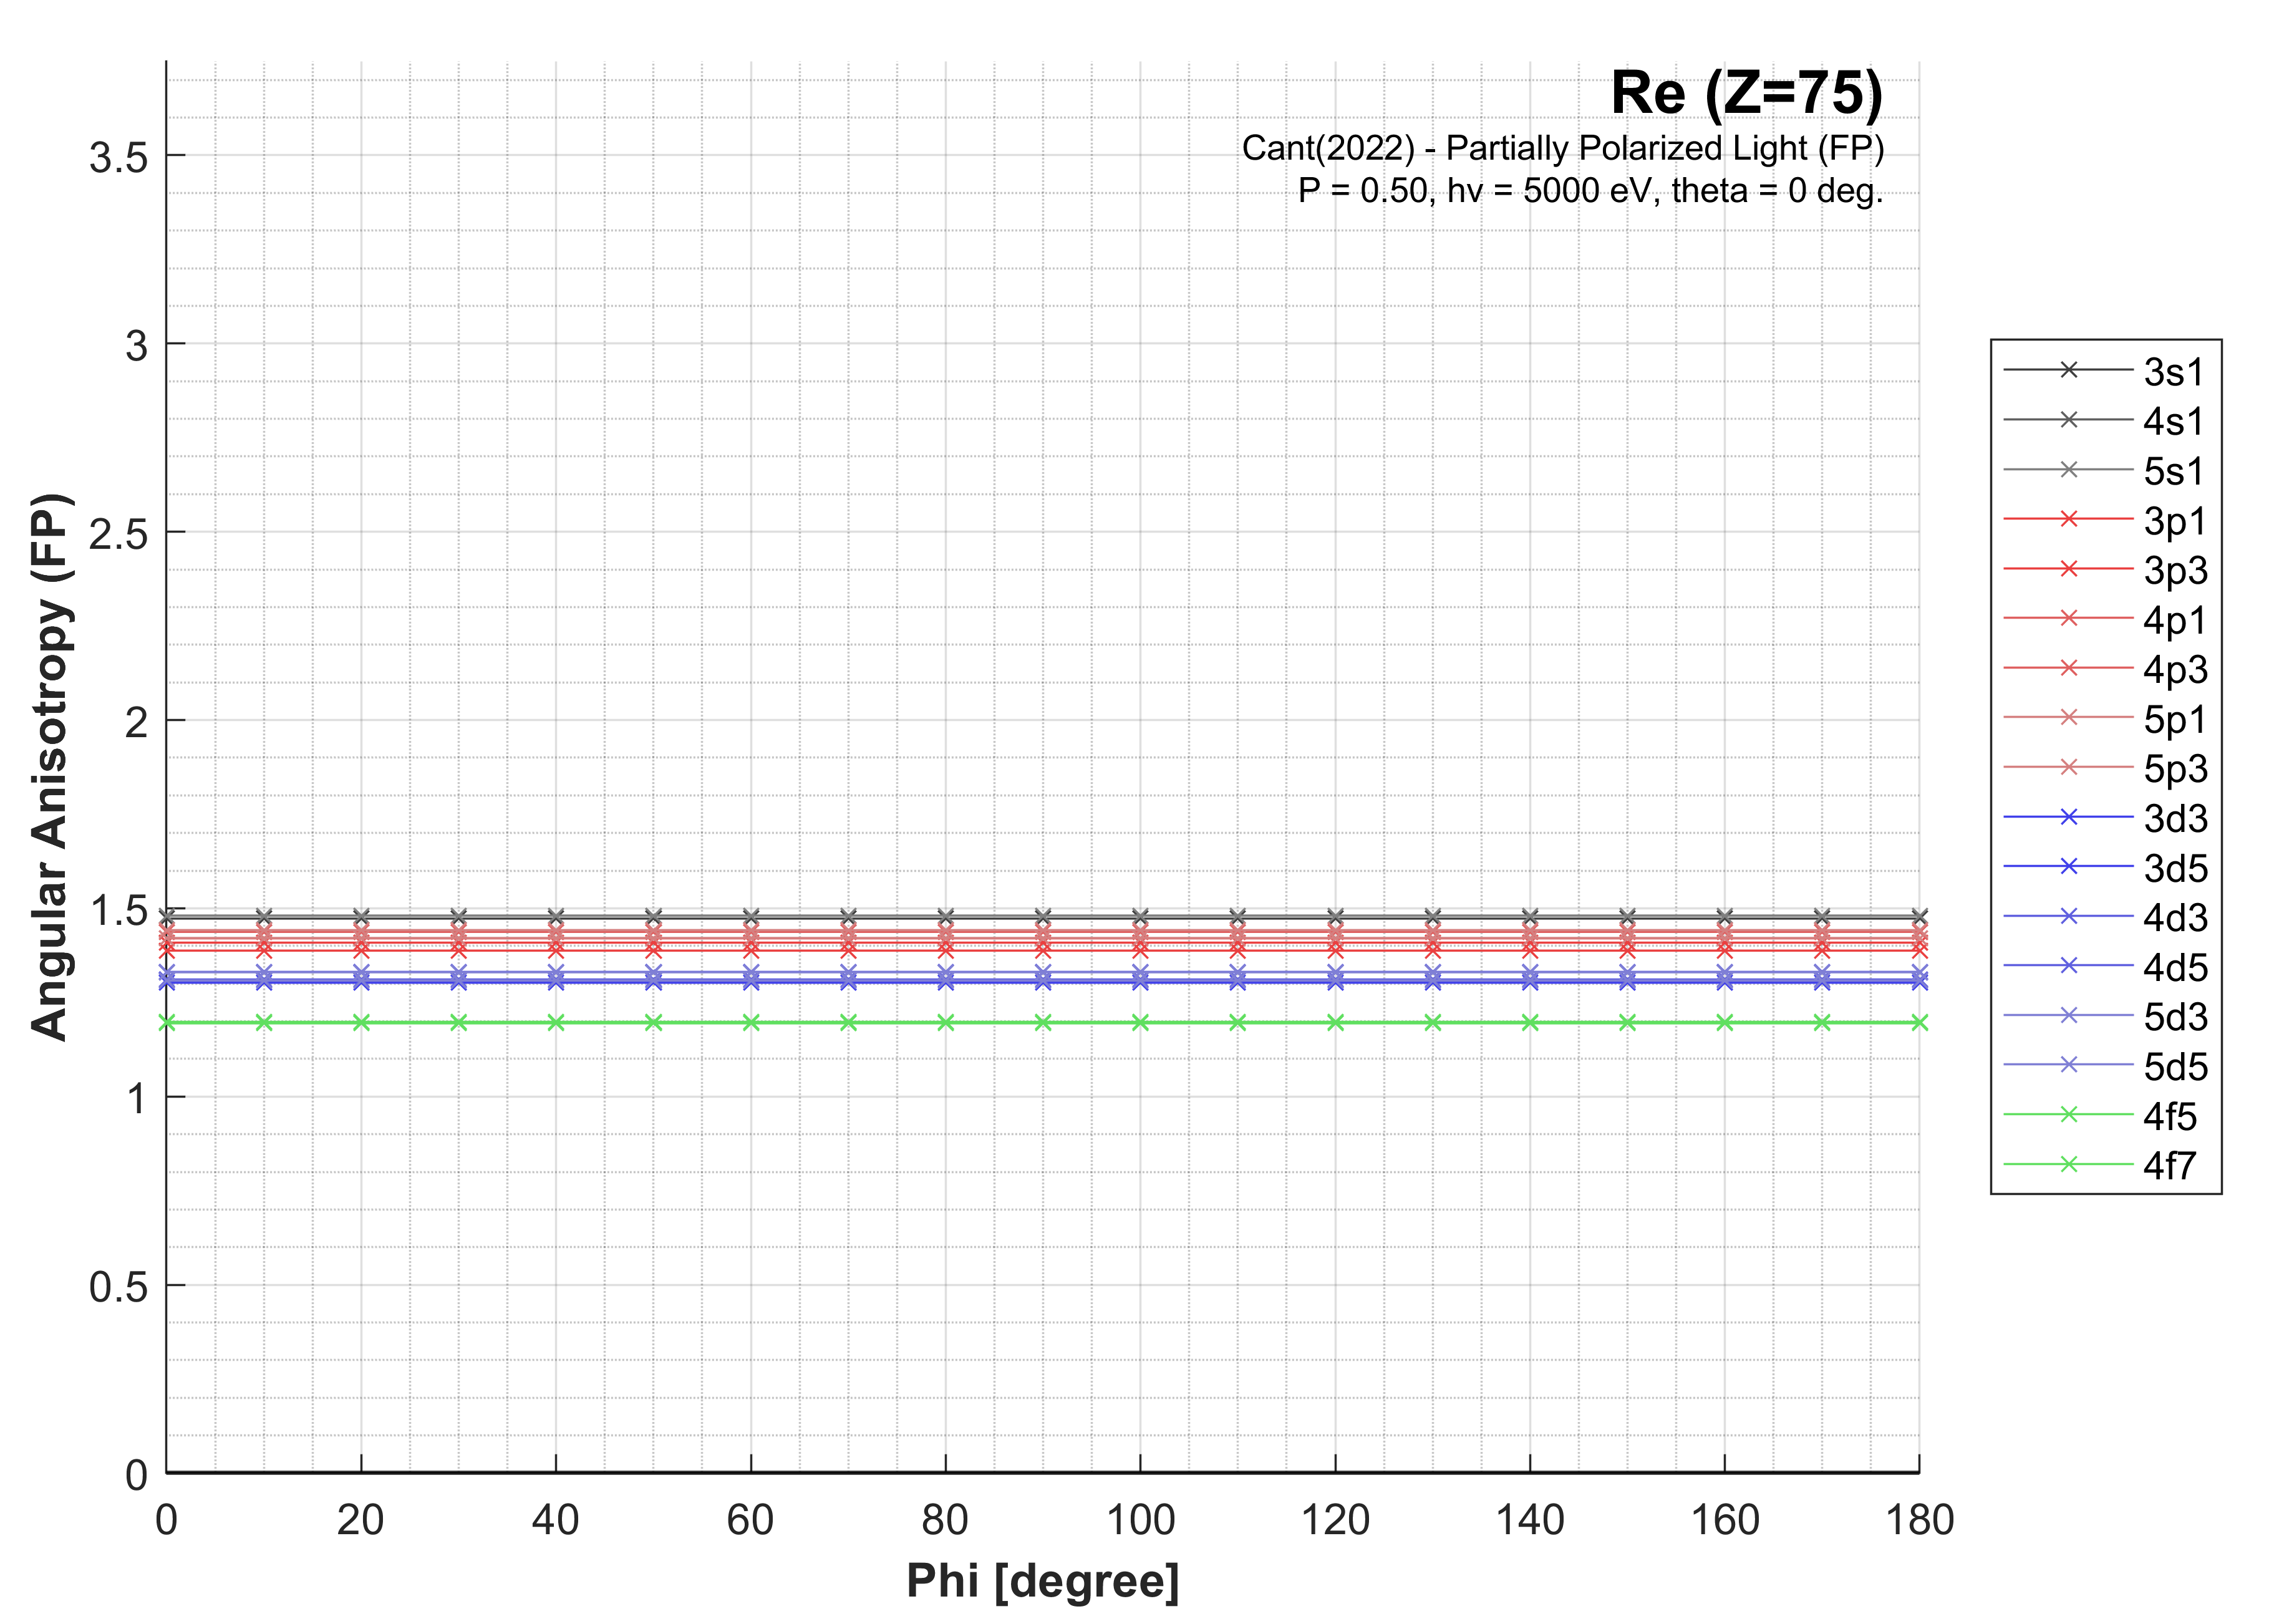 Re (Z=75)
Cant(2022) - Partially Polarized Light (FP)
P = 0.50, hv = 5000 eV, theta = 0 deg.
Angular Anisotropy (FP)
3.5
3
2.5
2
1.5
1
0.5
0
0 20 40 60 80 100 120 140 160 180
Phi [degree]
3s1
4s1
5s1
3p1
3p3
4p1
4p3
5p1
5p3
3d3
3d5
4d3
4d5
5d3
5d5
4f5
4f7